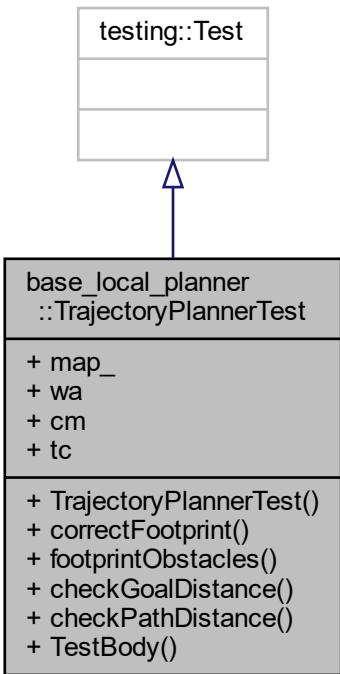 testing::Test
base_local_planner
::TrajectoryPlannerTest
+ map_
+ wa
+ cm
+ tc
+ TrajectoryPlannerTest()
+ correctFootprint()
+ footprintObstacles()
+ checkGoalDistance()
+ checkPathDistance()
+ TestBody()